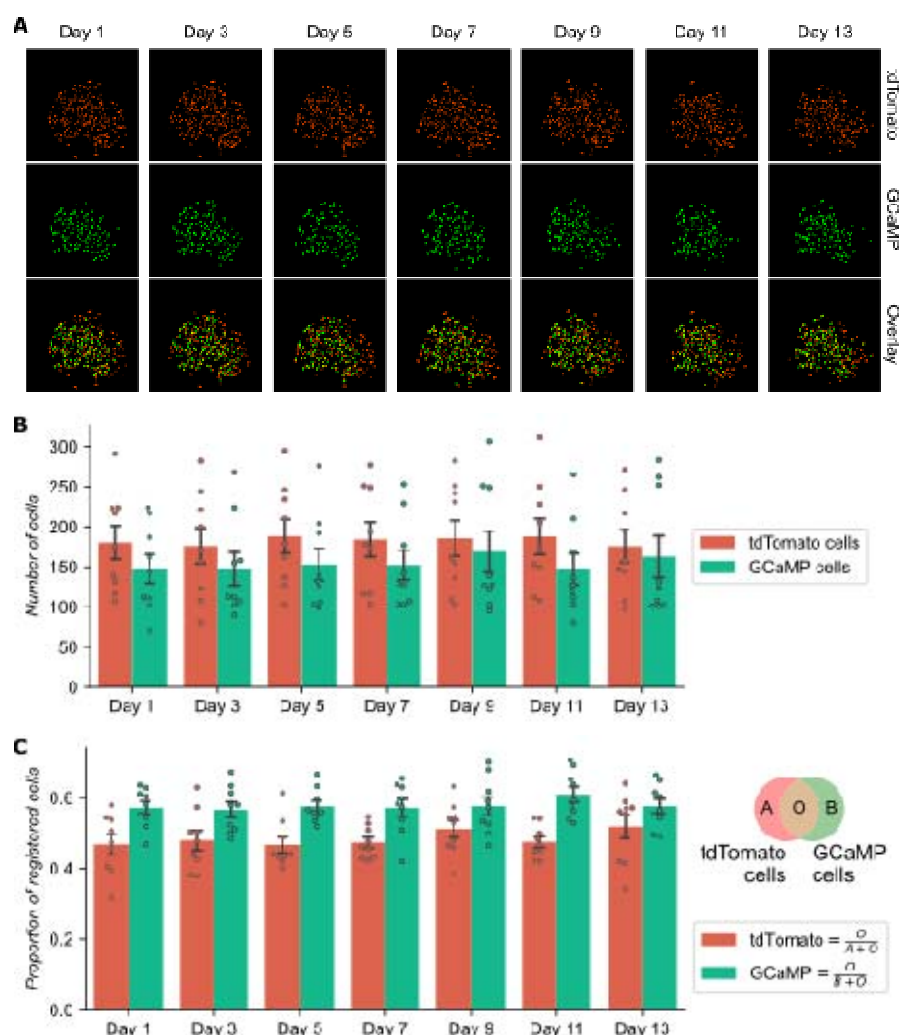 A
Day 1 Day 3 Day 5 Day 7 Day 9 Day 11 Day 13
tdTomato
GCaMP
Overlay
B
Number of cells
300
250
200
150
100
50
0
Day 1 Day 3 Day 5 Day 7 Day 9 Day 11 Day 13
tdTomato cells
GCaMP cells
C
Proportion of registered cells
0.6
0.4
0.2
0.0
Day 1 Day 3 Day 5 Day 7 Day 9 Day 11 Day 13
A O B
tdTomato GCaMP
cells cells
tdTomato = O / A + O
GCaMP = O / B + O